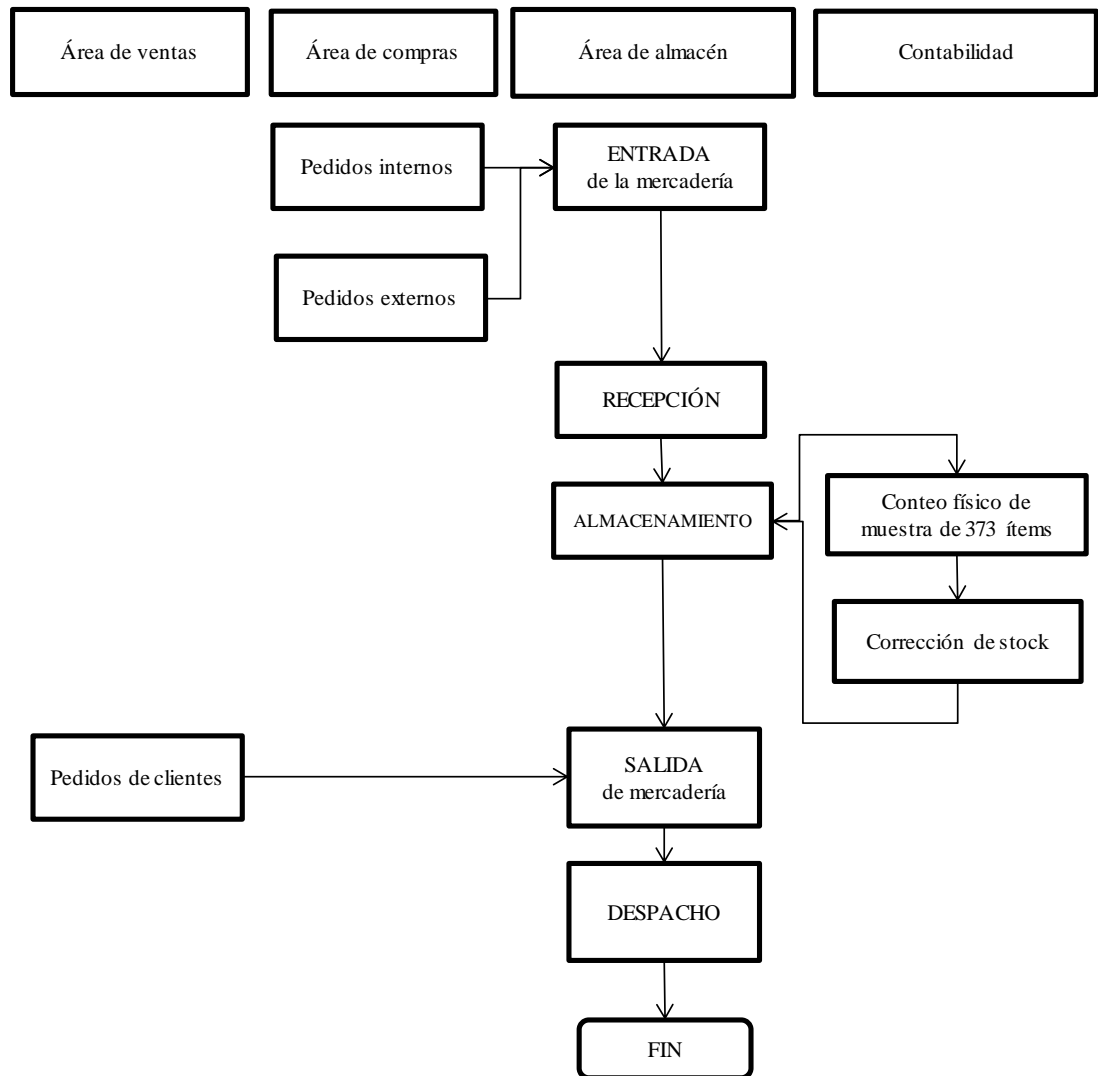 Área de ventas
Área de compras
Área de almacén
Contabilidad
Pedidos internos
ENTRADA
de la mercadería
Pedidos externos
RECEPCIÓN
ALMACENAMIENTO
Conteo físico de
muestra de 373 ítems
Corrección de stock
Pedidos de clientes
SALIDA
de mercadería
DESPACHO
FIN